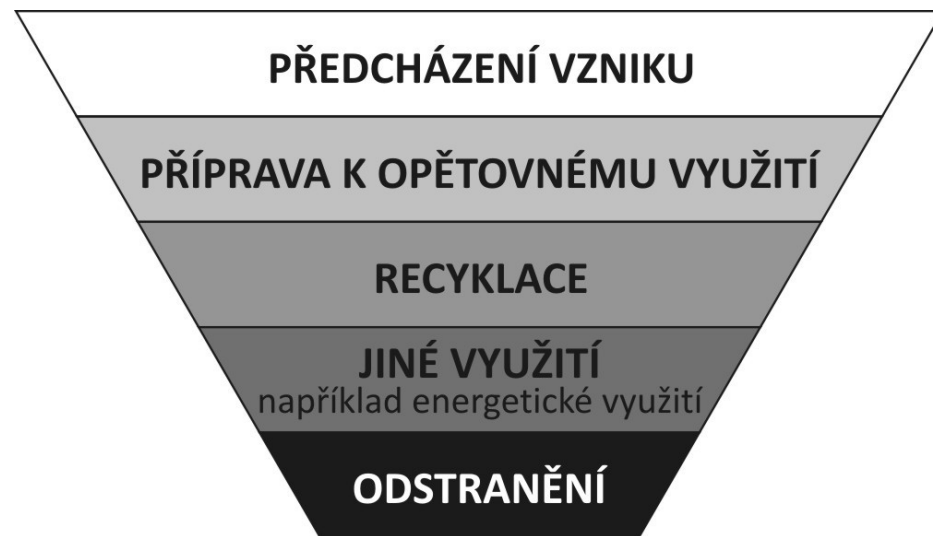 PŘEDCHÁZENÍ VZNIKU
PŘÍPRAVA K OPĚTOVNÉMU VYUŽITÍ
RECYKLACE
JINÉ VYUŽITÍ
například energetické využití
ODSTRANĚNÍ